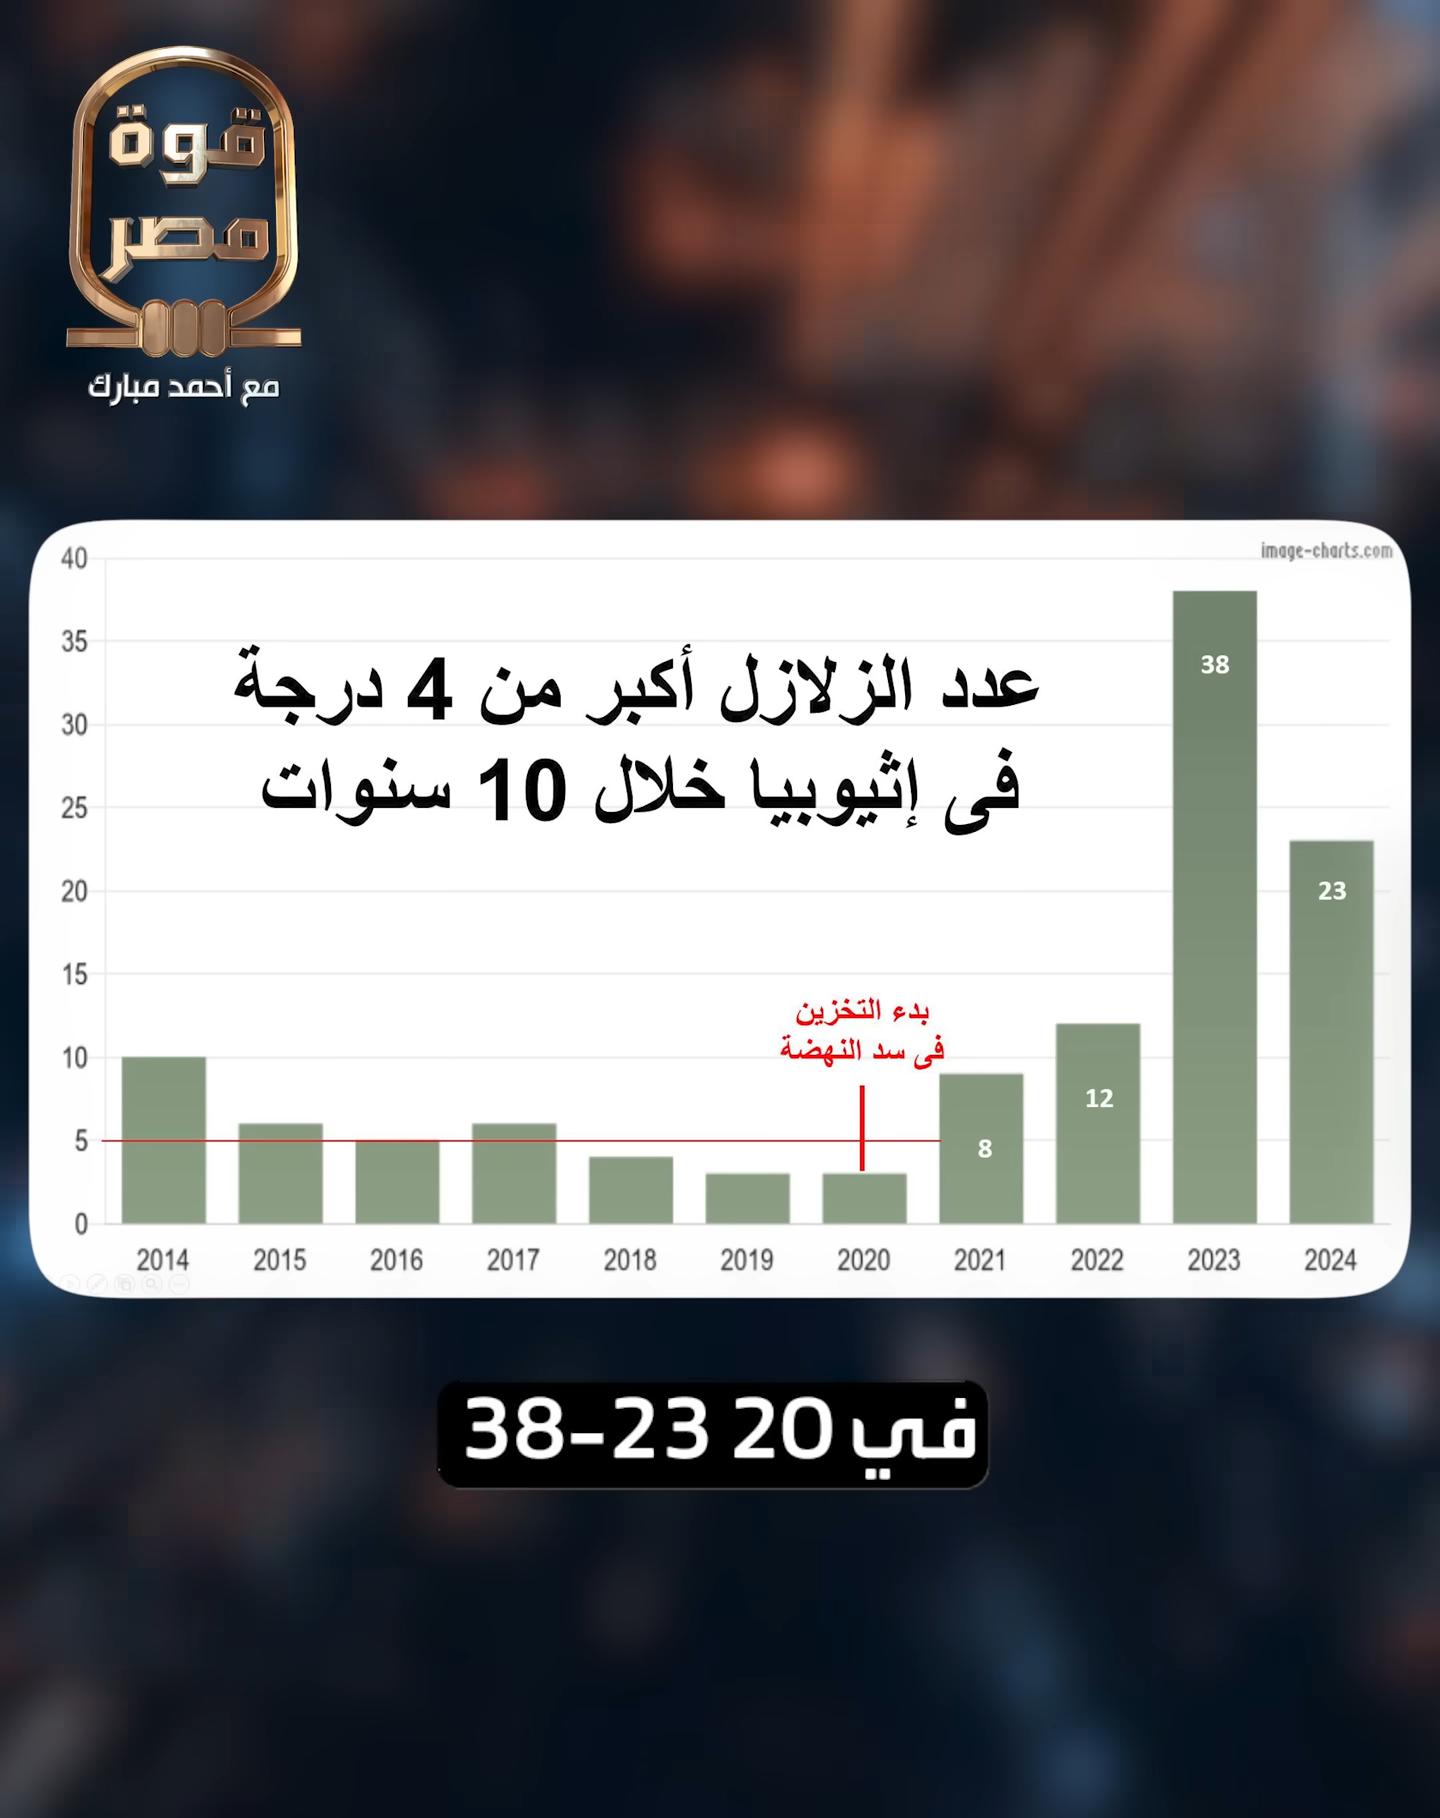 قوة
مصر
مع أحمد مبارك
image-charts.com
عدد الزلازل أكبر من 4 درجة
فى إثيوبيا خلال 10 سنوات
40
35
30
25
20
15
10
5
0
بدء التخزين
فى سد النهضة
8
12
38
23
2014 2015 2016 2017 2018 2019 2020 2021 2022 2023 2024
في 20 23-38